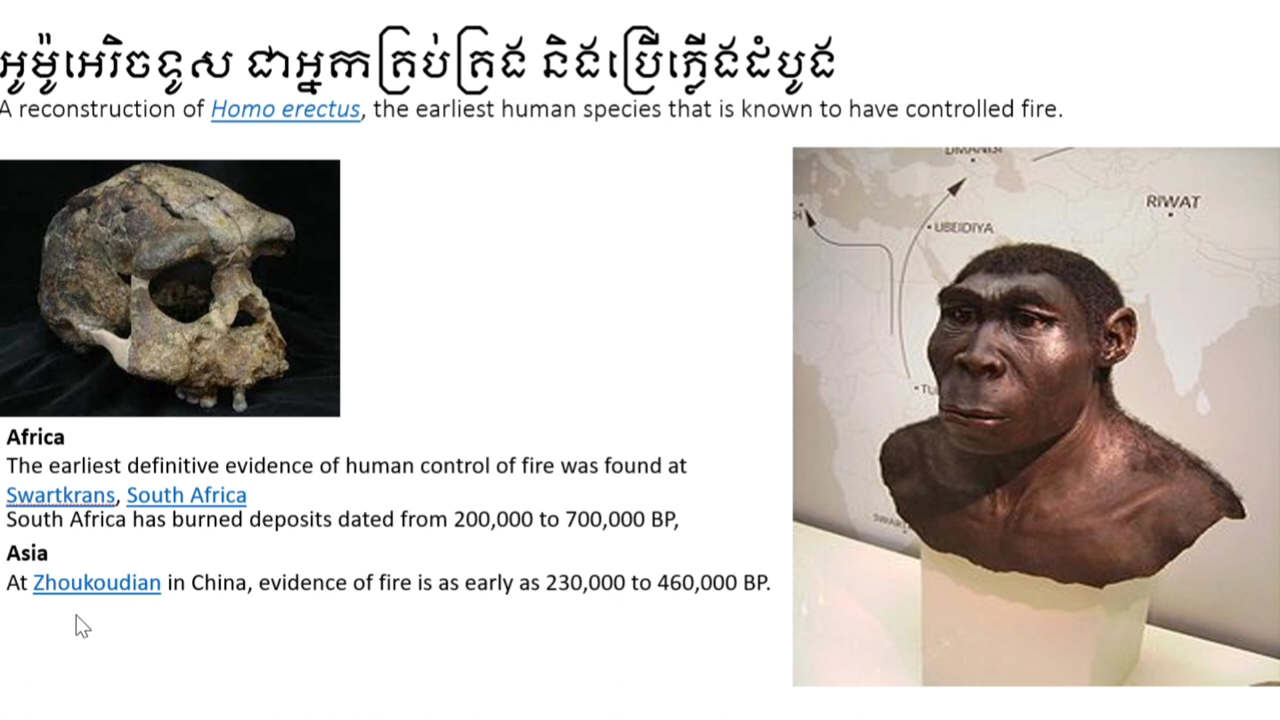 អូម៉ូអេរិចទូស ជាអ្នកគ្រប់គ្រង និងប្រើភ្លើងដំបូង
A reconstruction of Homo erectus, the earliest human species that is known to have controlled fire.
DMANISI
RIWAT
UBEIDIYA
Africa
The earliest definitive evidence of human control of fire was found at
Swartkrans, South Africa
South Africa has burned deposits dated from 200,000 to 700,000 BP,
Asia
At Zhoukoudian in China, evidence of fire is as early as 230,000 to 460,000 BP.